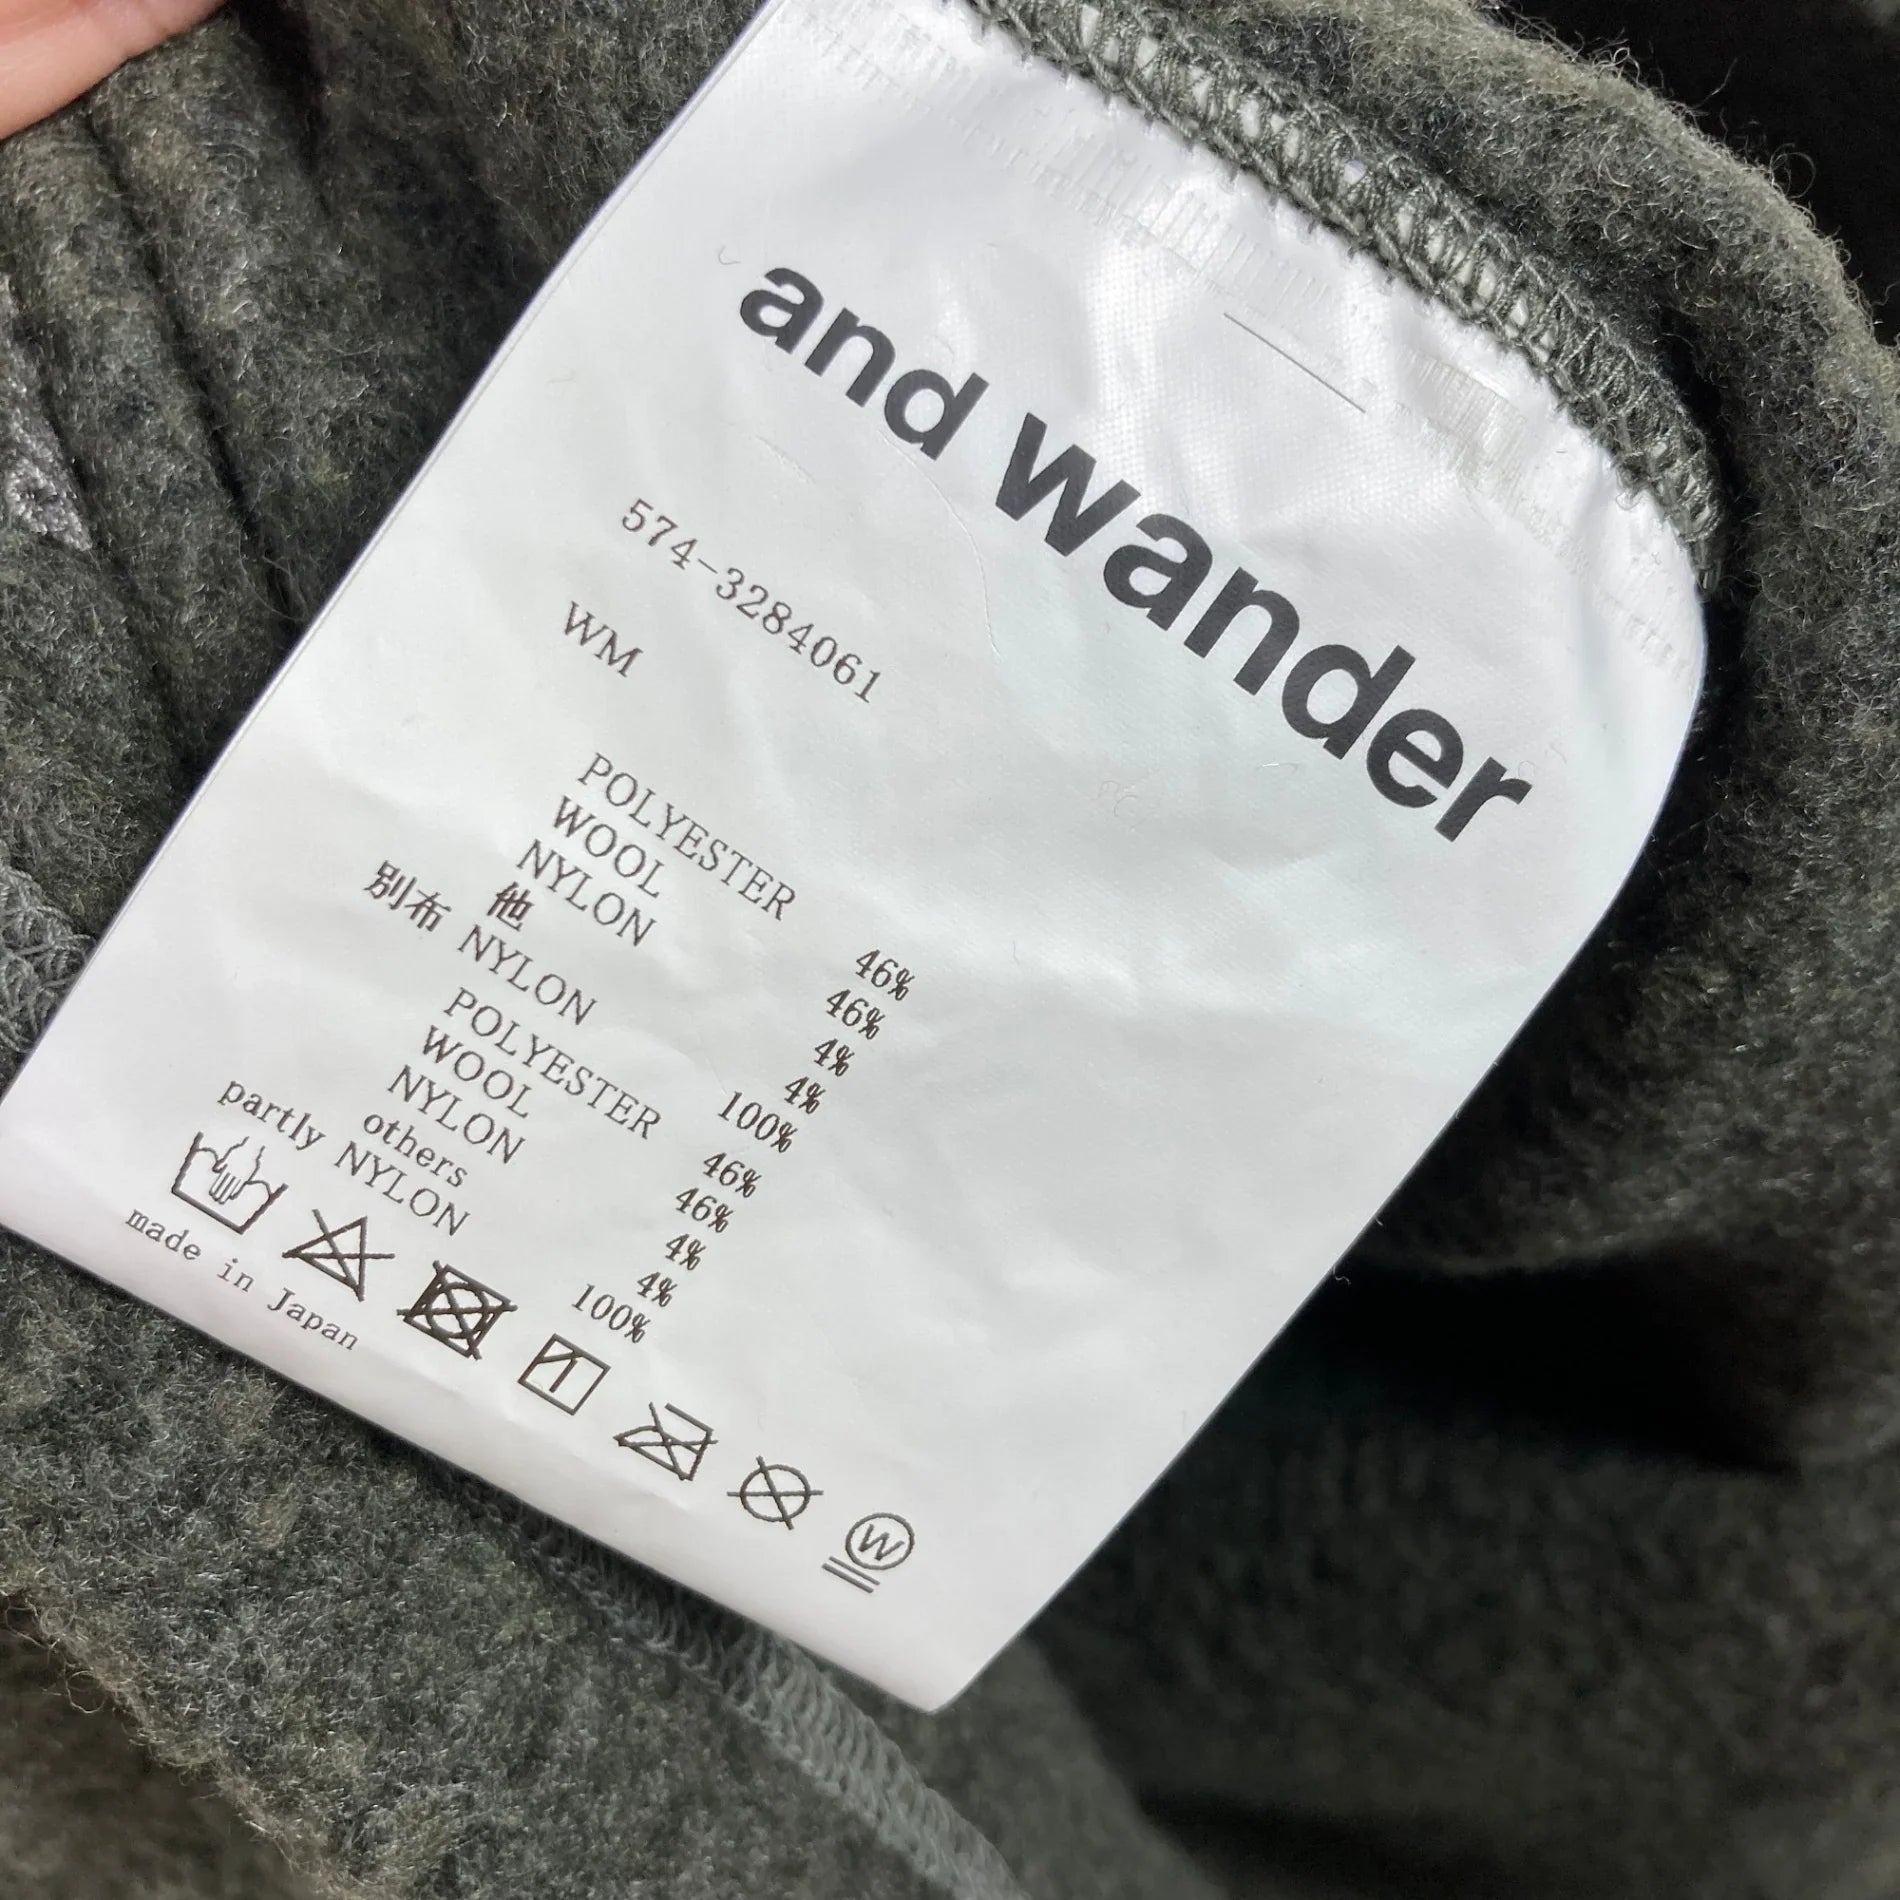 and wander
574-3284061
WM
POLYESTER 46%
WOOL 46%
NYLON 4%
他 4%
別布 NYLON 100%
POLYESTER 46%
WOOL 46%
NYLON 4%
others 4%
partly NYLON 100%
W
made in Japan